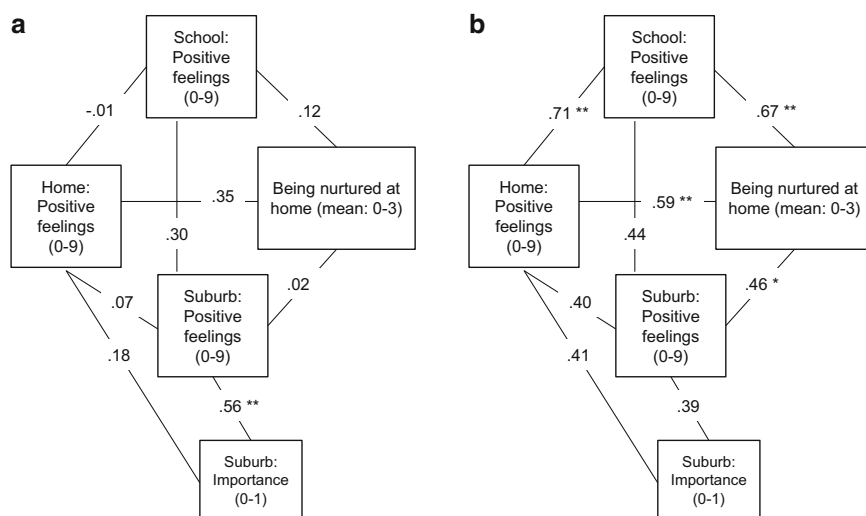 a
School:
Positive
feelings
(0-9)
-.01
.12
Home:
Positive
feelings
(0-9)
.35
Being nurtured at
home (mean: 0-3)
.30
.07
.02
Suburb:
Positive
feelings
(0-9)
.18
.56 **
Suburb:
Importance
(0-1)
b
School:
Positive
feelings
(0-9)
.71 **
.67 **
Home:
Positive
feelings
(0-9)
.59 **
Being nurtured at
home (mean: 0-3)
.44
.40
.46 *
Suburb:
Positive
feelings
(0-9)
.41
.39
Suburb:
Importance
(0-1)